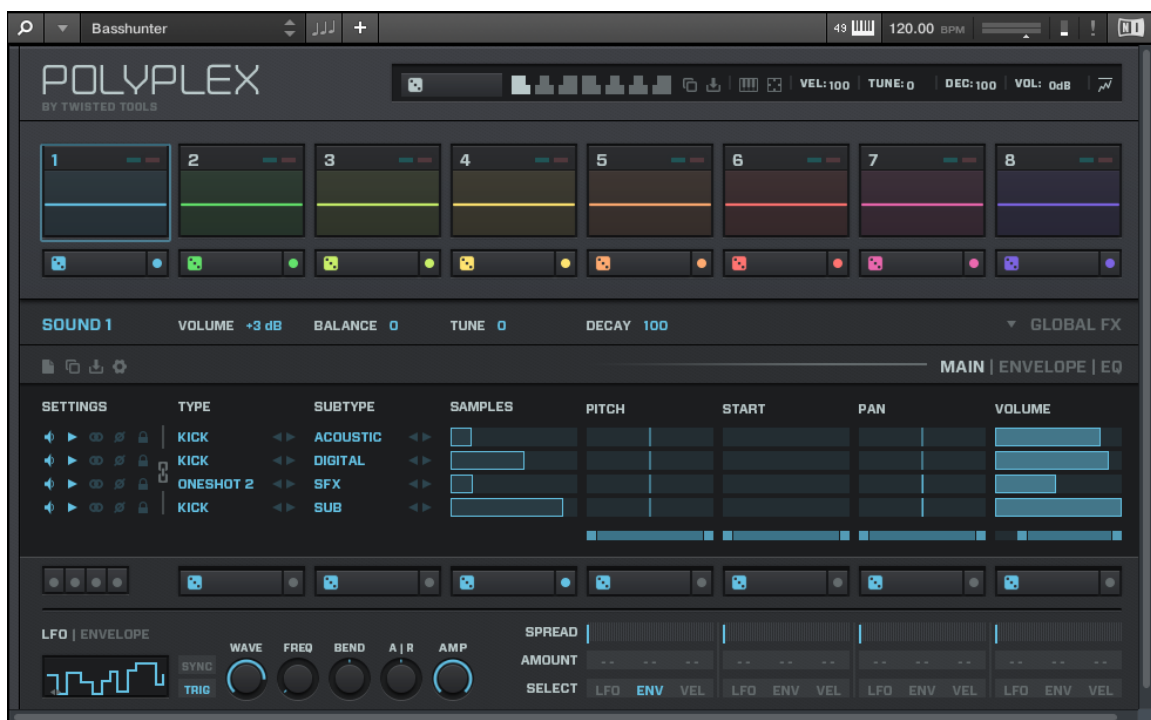 Basshunter 49 120.00 BPM NI
POLYPLEX
BY TWISTED TOOLS
VEL:100 TUNE:0 DEC:100 VOL: 0dB
1 2 3 4 5 6 7 8
SOUND 1 VOLUME +3 dB BALANCE 0 TUNE 0 DECAY 100 GLOBAL FX
MAIN | ENVELOPE | EQ
SETTINGS TYPE SUBTYPE SAMPLES PITCH START PAN VOLUME
KICK ACOUSTIC
KICK DIGITAL
ONESHOT 2 SFX
KICK SUB
LFO | ENVELOPE
WAVE FREQ BEND A|R AMP
SYNC
TRIG
SPREAD
AMOUNT -- -- -- -- -- -- -- -- -- -- -- --
SELECT LFO ENV VEL LFO ENV VEL LFO ENV VEL LFO ENV VEL